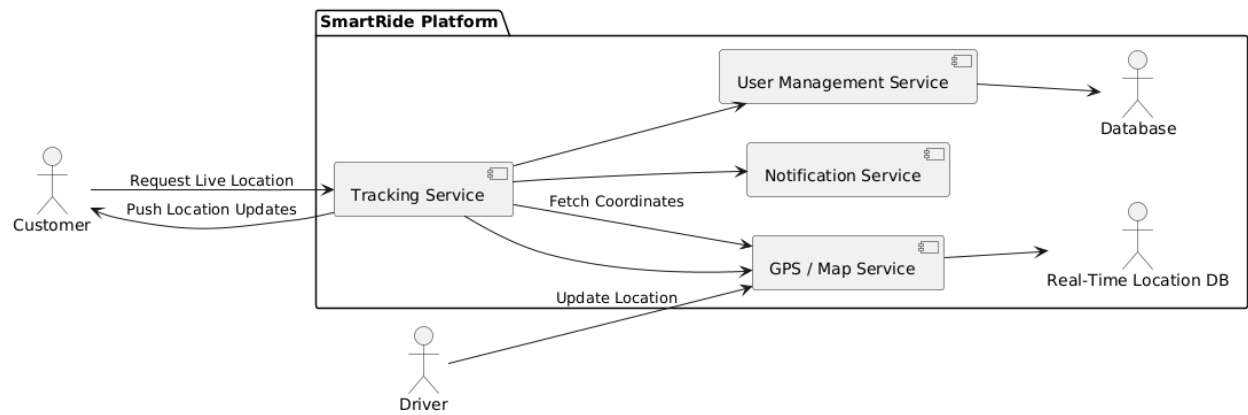 SmartRide Platform
User Management Service
Database
Request Live Location
Tracking Service
Notification Service
Customer
Push Location Updates
Fetch Coordinates
GPS / Map Service
Real-Time Location DB
Update Location
Driver